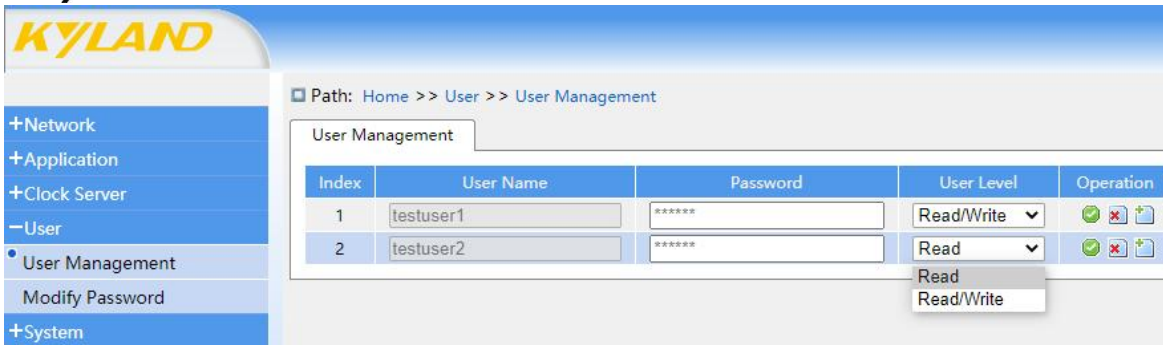 KYLAND
Path: Home >> User >> User Management
+Network
+Application
+Clock Server
−User
User Management
Modify Password
+System
User Management
Index User Name Password User Level Operation
1 testuser1 ****** Read/Write
2 testuser2 ****** Read
Read
Read/Write